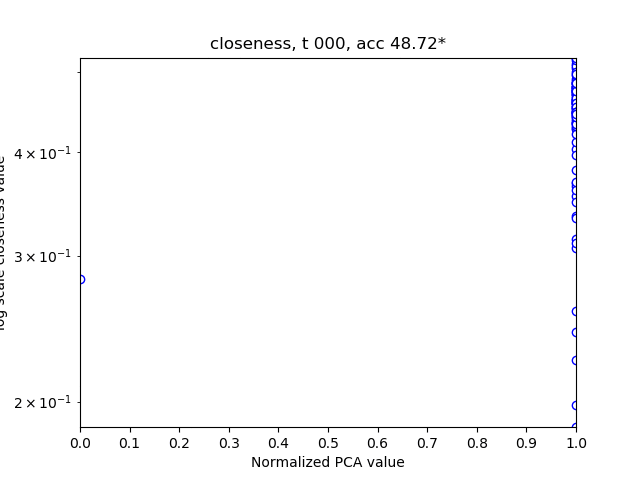 closeness, t 000, acc 48.72*
log scale closeness value
4 × 10⁻¹
3 × 10⁻¹
2 × 10⁻¹
0.0 0.1 0.2 0.3 0.4 0.5 0.6 0.7 0.8 0.9 1.0
Normalized PCA value